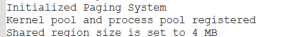 Initialized Paging System
Kernel pool and process pool registered
Shared region size is set to 4 MB